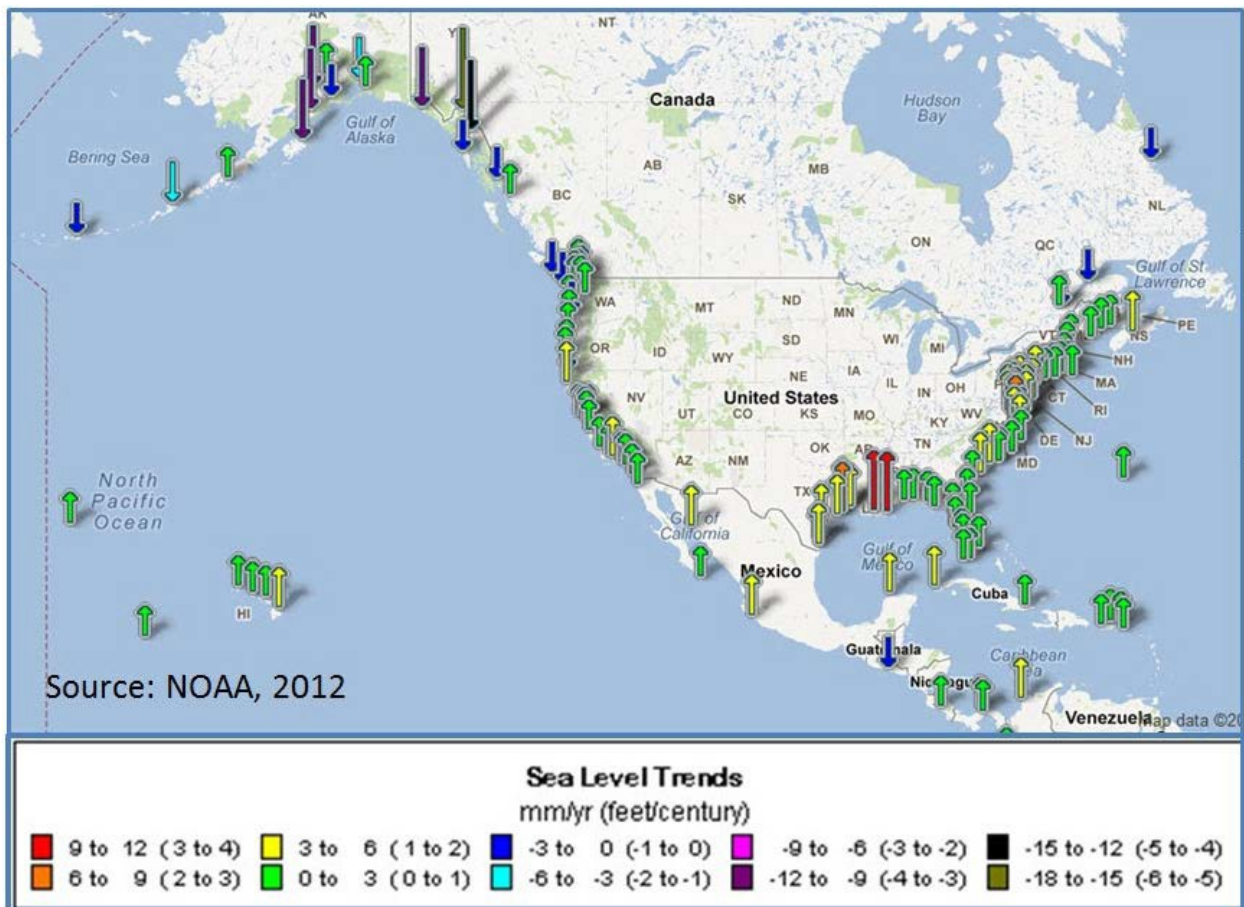 AK
NT
Y
Canada
Hudson
Bay
Gulf of
Alaska
Bering Sea
AB
MB
BC
SK
NL
ON
QC
Gulf of St
Lawrence
WA
MT
ND
MN
VT
NS
PE
OR
ID
SD
WI
MI
NH
WY
MA
NE
IA
IL
IN
OH
CT
RI
NV
United States
UT
CO
KS
MO
KY
WV
DE
NJ
MD
OK
AR
TN
AZ
NM
TX
North
Pacific
Ocean
Gulf of
California
Gulf of
Mexico
Mexico
Cuba
HI
Guatemala
Caribbean
Source: NOAA, 2012
Venezuela
Map data ©20
Sea Level Trends
mm/yr (feet/century)
9 to 12 (3 to 4)
3 to 6 (1 to 2)
-3 to 0 (-1 to 0)
-9 to -6 (-3 to -2)
-15 to -12 (-5 to -4)
6 to 9 (2 to 3)
0 to 3 (0 to 1)
-6 to -3 (-2 to -1)
-12 to -9 (-4 to -3)
-18 to -15 (-6 to -5)